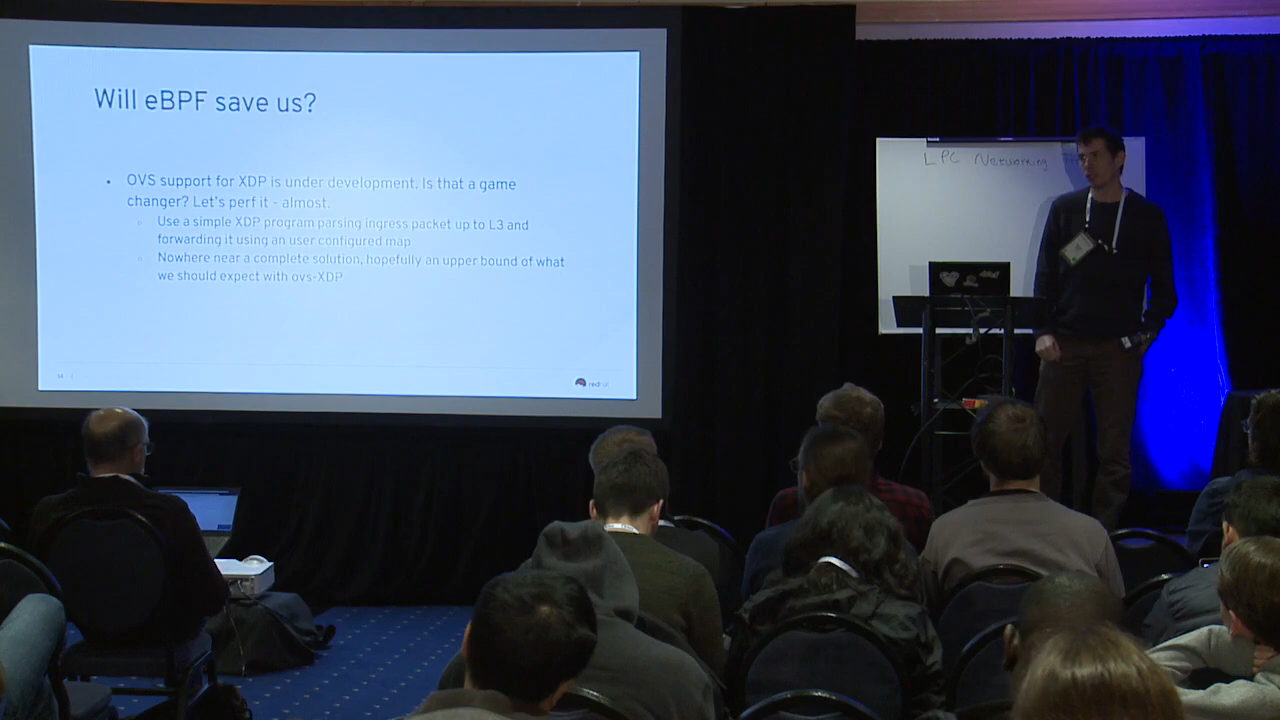 Will eBPF save us?
OVS support for XDP is under development. Is that a game
changer? Let's perf it - almost.
Use a simple XDP program parsing ingress packet up to L3 and
forwarding it using an user configured map
Nowhere near a complete solution, hopefully an upper bound of what
we should expect with ovs-XDP
redhat
LPC Networking